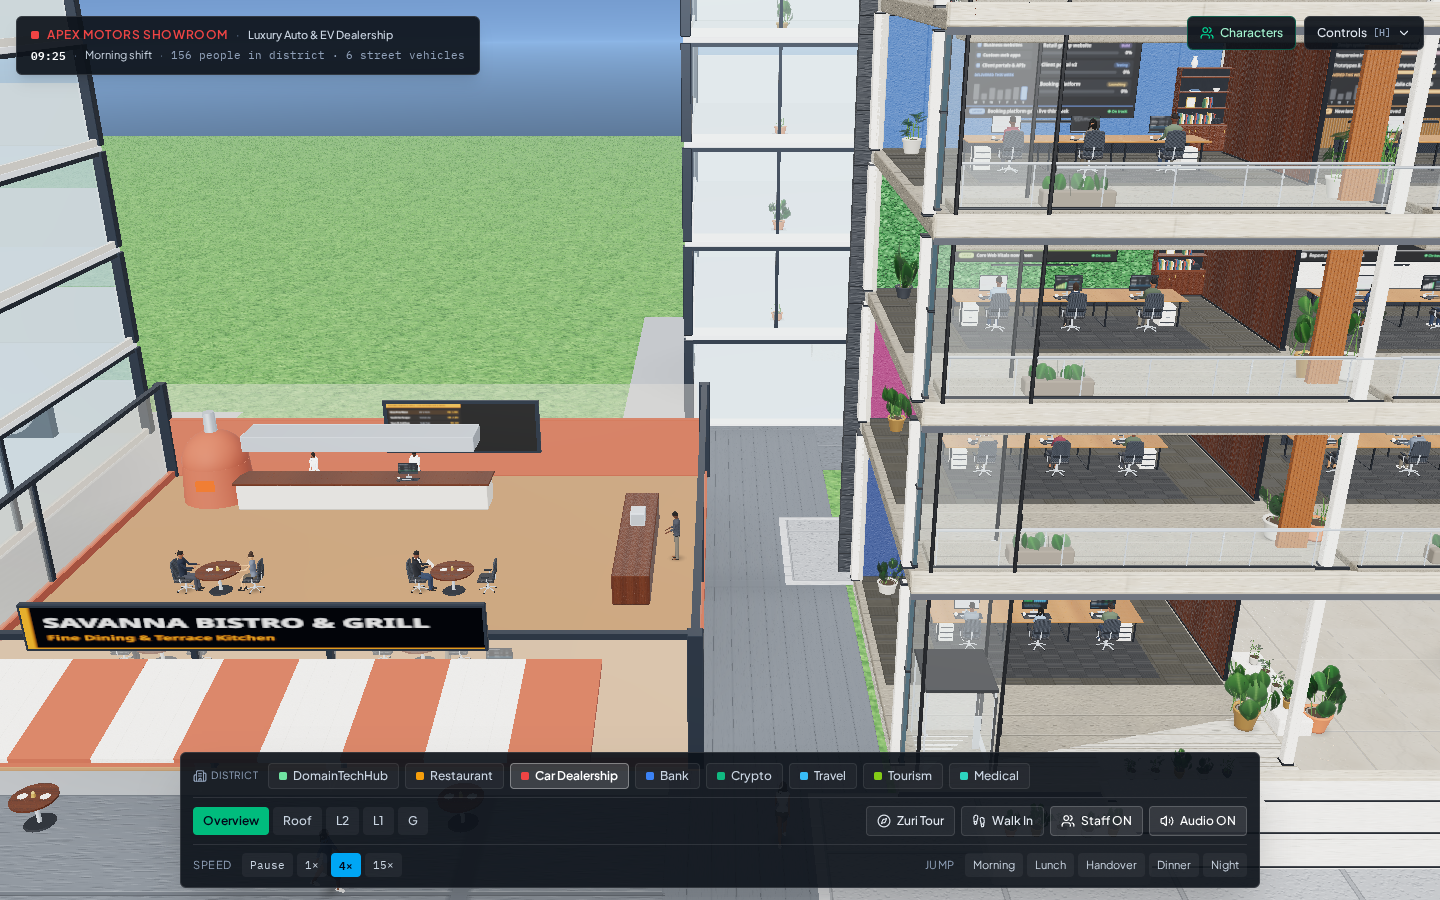 APEX MOTORS SHOWROOM · Luxury Auto & EV Dealership
09:25 · Morning shift · 156 people in district · 6 street vehicles
Characters
Controls [H]
SAVANNA BISTRO & GRILL
Fine Dining & Terrace Kitchen
DISTRICT DomainTechHub Restaurant Car Dealership Bank Crypto Travel Tourism Medical
Overview Roof L2 L1 G Zuri Tour Walk In Staff ON Audio ON
SPEED Pause 1× 4× 15× JUMP Morning Lunch Handover Dinner Night